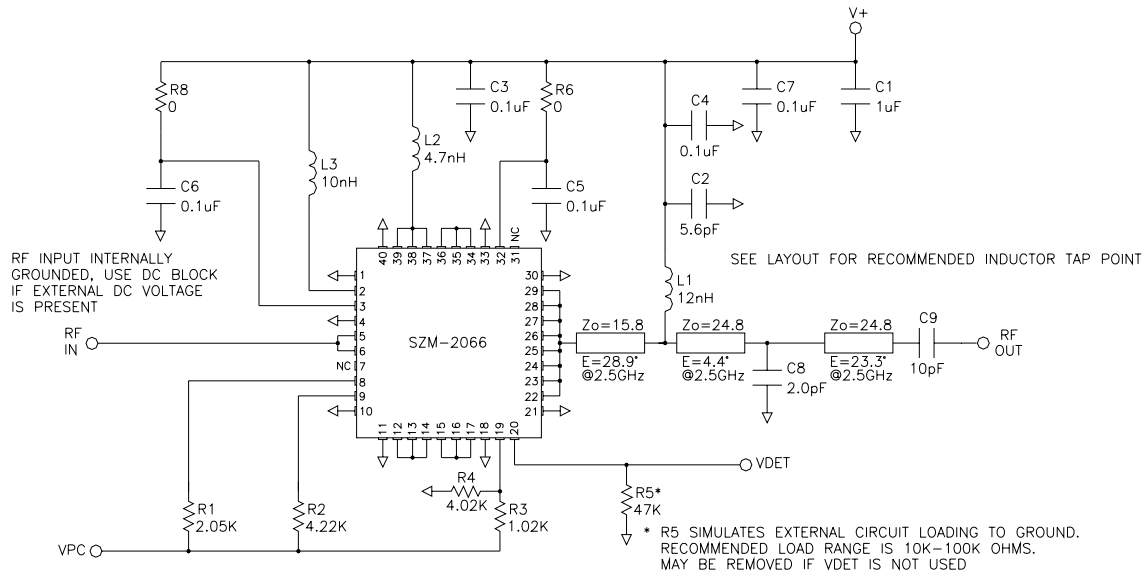 V+
R8
0
C3
0.1uF
R6
0
C7
0.1uF
C1
1uF
C4
0.1uF
L2
4.7nH
L3
10nH
C6
0.1uF
C5
0.1uF
C2
5.6pF
RF INPUT INTERNALLY
GROUNDED, USE DC BLOCK
IF EXTERNAL DC VOLTAGE
IS PRESENT
SEE LAYOUT FOR RECOMMENDED INDUCTOR TAP POINT
40
39
38
37
36
35
34
33
32
31
NC
1
2
3
4
5
6
7
8
9
10
NC
30
29
28
27
26
25
24
23
22
21
11
12
13
14
15
16
17
18
19
20
SZM-2066
RF
IN
L1
12nH
Zo=15.8
E=28.9°
@2.5GHz
Zo=24.8
E=4.4°
@2.5GHz
Zo=24.8
E=23.3°
@2.5GHz
C9
10pF
RF
OUT
C8
2.0pF
VDET
R4
4.02K
R5*
47K
R1
2.05K
R2
4.22K
R3
1.02K
VPC
* R5 SIMULATES EXTERNAL CIRCUIT LOADING TO GROUND.
RECOMMENDED LOAD RANGE IS 10K-100K OHMS.
MAY BE REMOVED IF VDET IS NOT USED